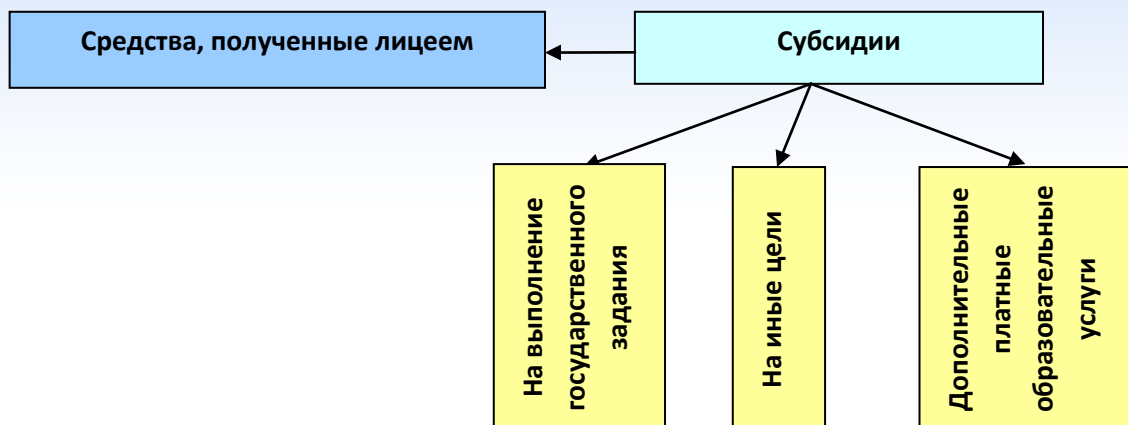 Средства, полученные лицеем
Субсидии
На выполнение
государственного
задания
На иные цели
Дополнительные
платные
образовательные
услуги